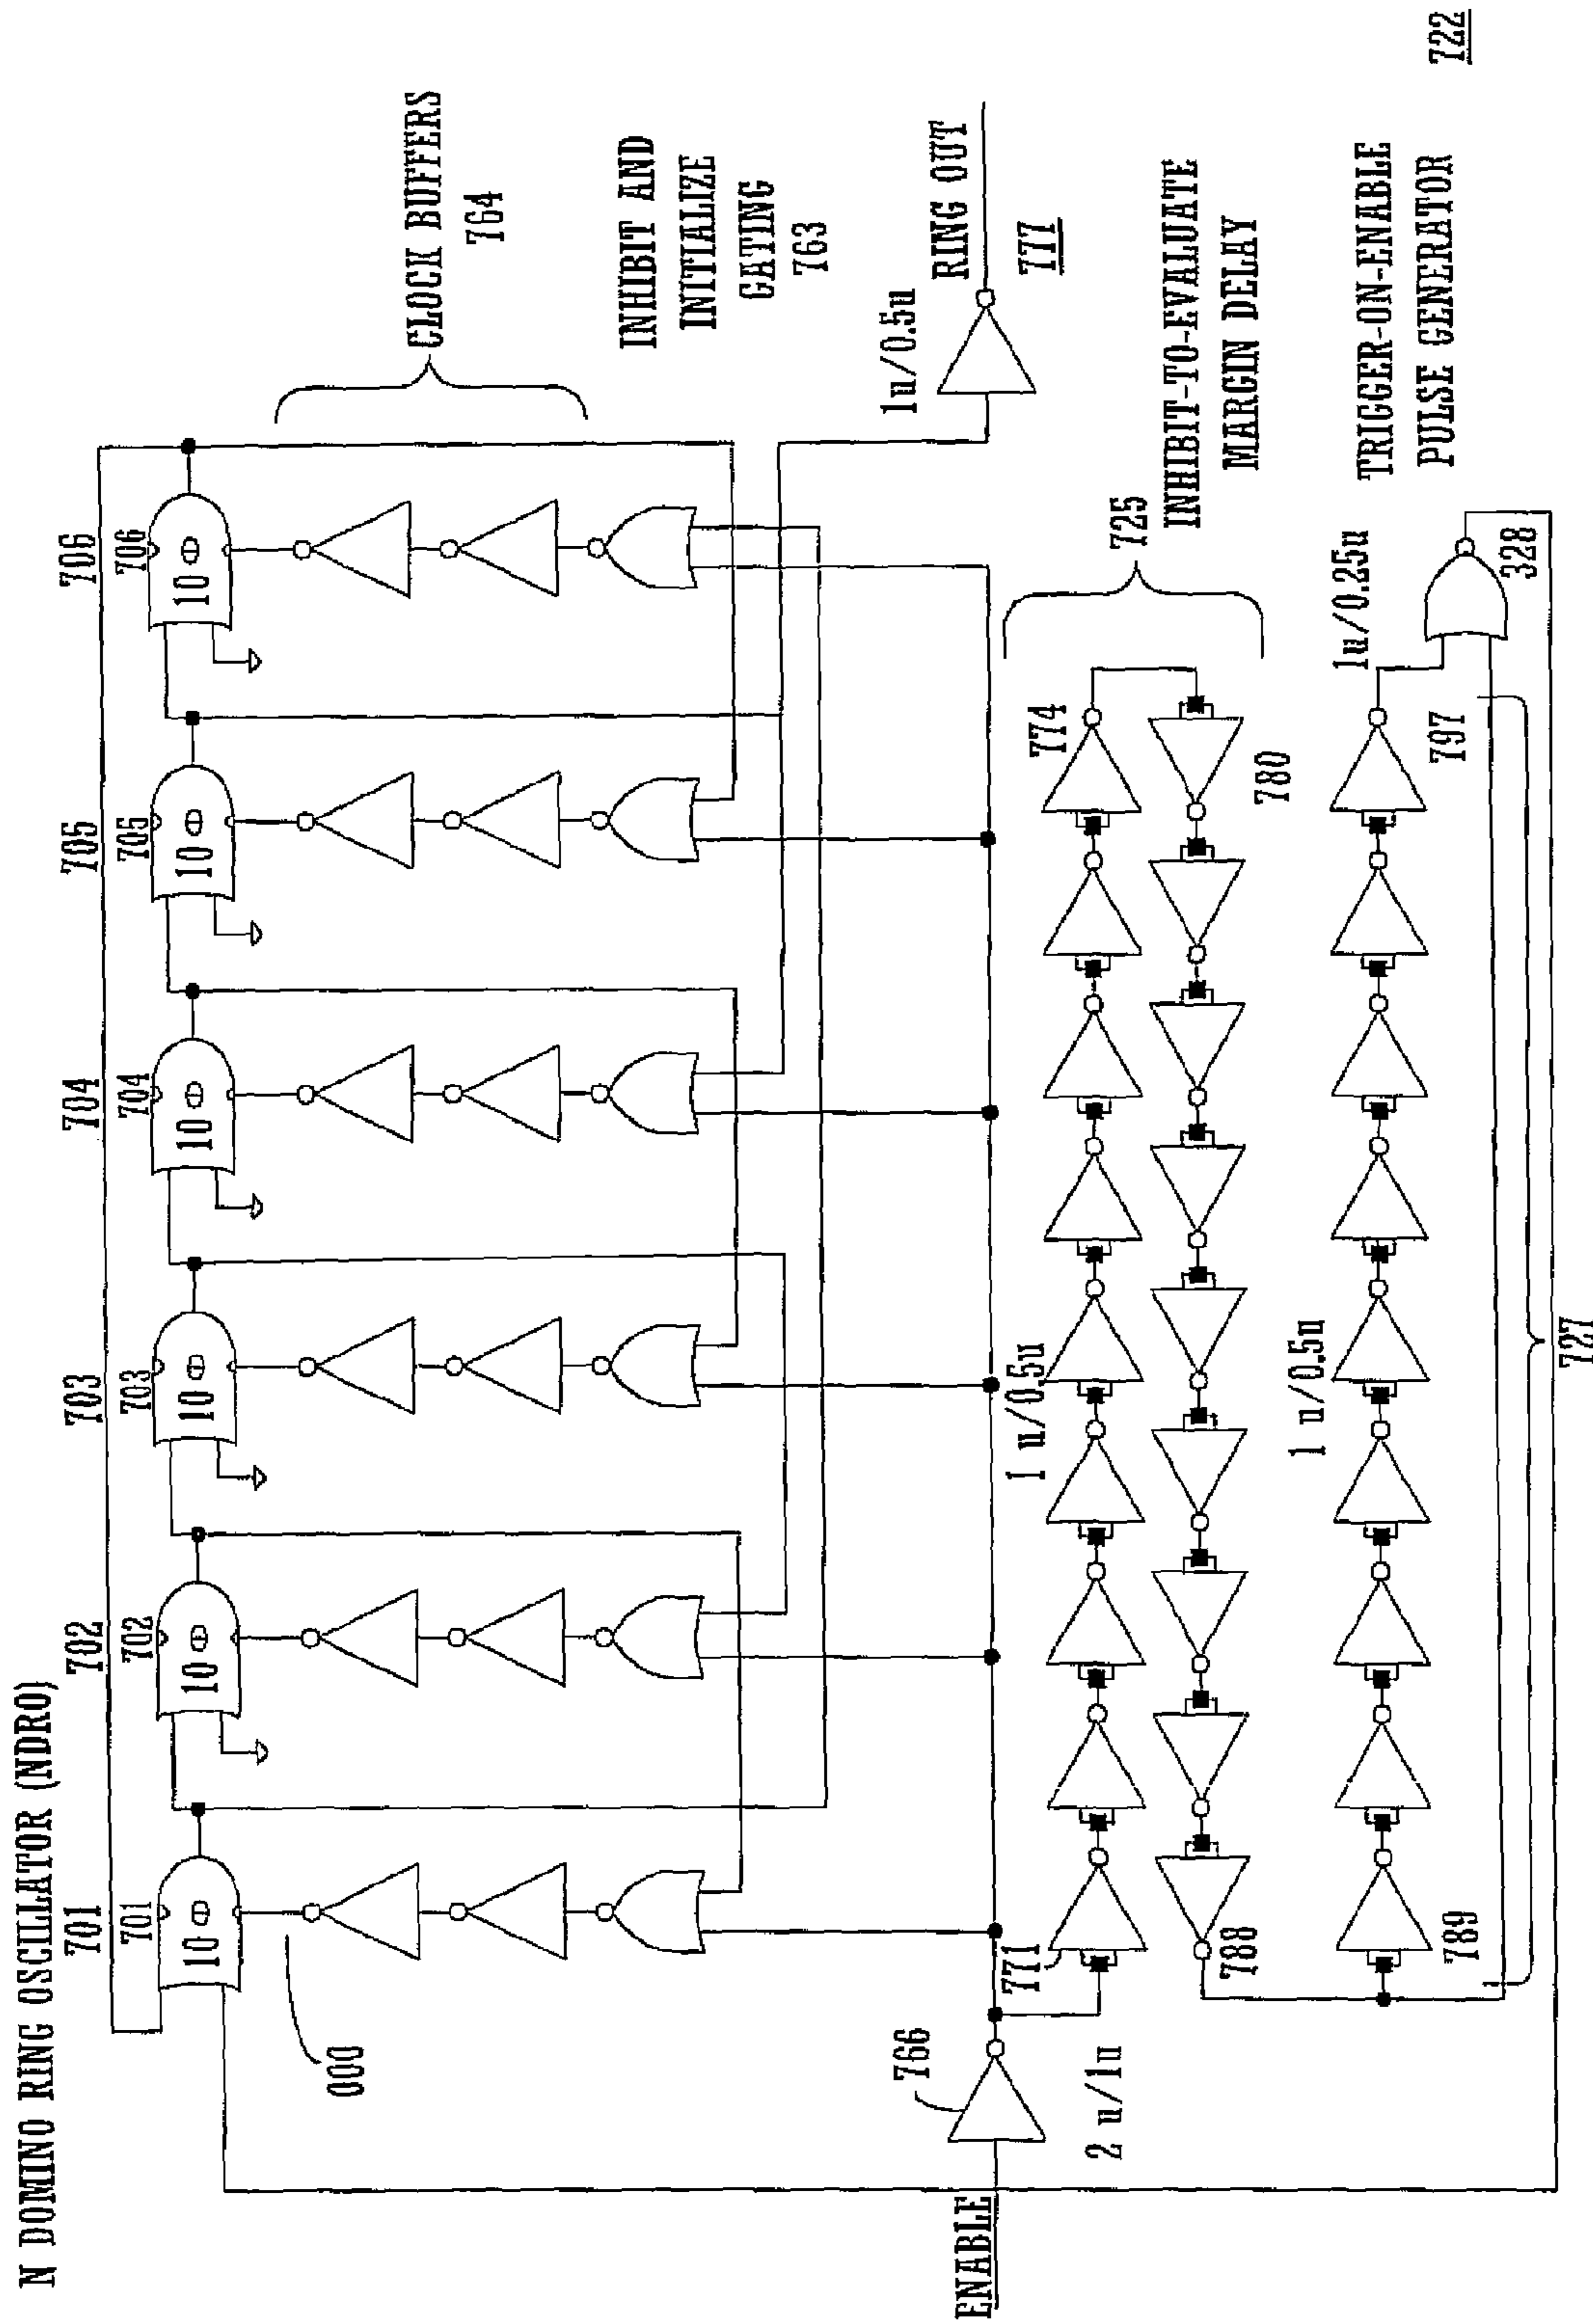 N DOMINO RING OSCILLATOR (NDRO)
701
702
703
704
705
706
701
702
703
704
705
706
10 Θ
10 Θ
10 Θ
10 Θ
10 Θ
10 Θ
000
CLOCK BUFFERS
764
INHIBIT AND
INITIALIZE
GATING
763
1u/0.5u
RING OUT
777
ENABLE
766
2 u/1u
771
1 u/0.5u
774
725
INHIBIT-TO-EVALUATE
MARGIN DELAY
780
788
789
1 u/0.5u
1u/0.25u
797
328
727
TRIGGER-ON-ENABLE
PULSE GENERATOR
722